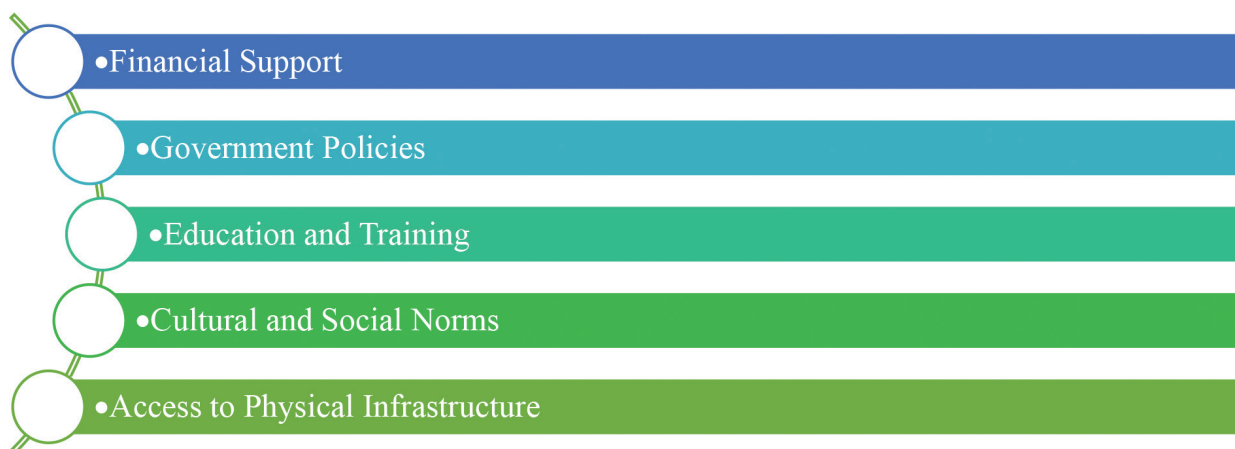 •Financial Support
•Government Policies
•Education and Training
•Cultural and Social Norms
•Access to Physical Infrastructure